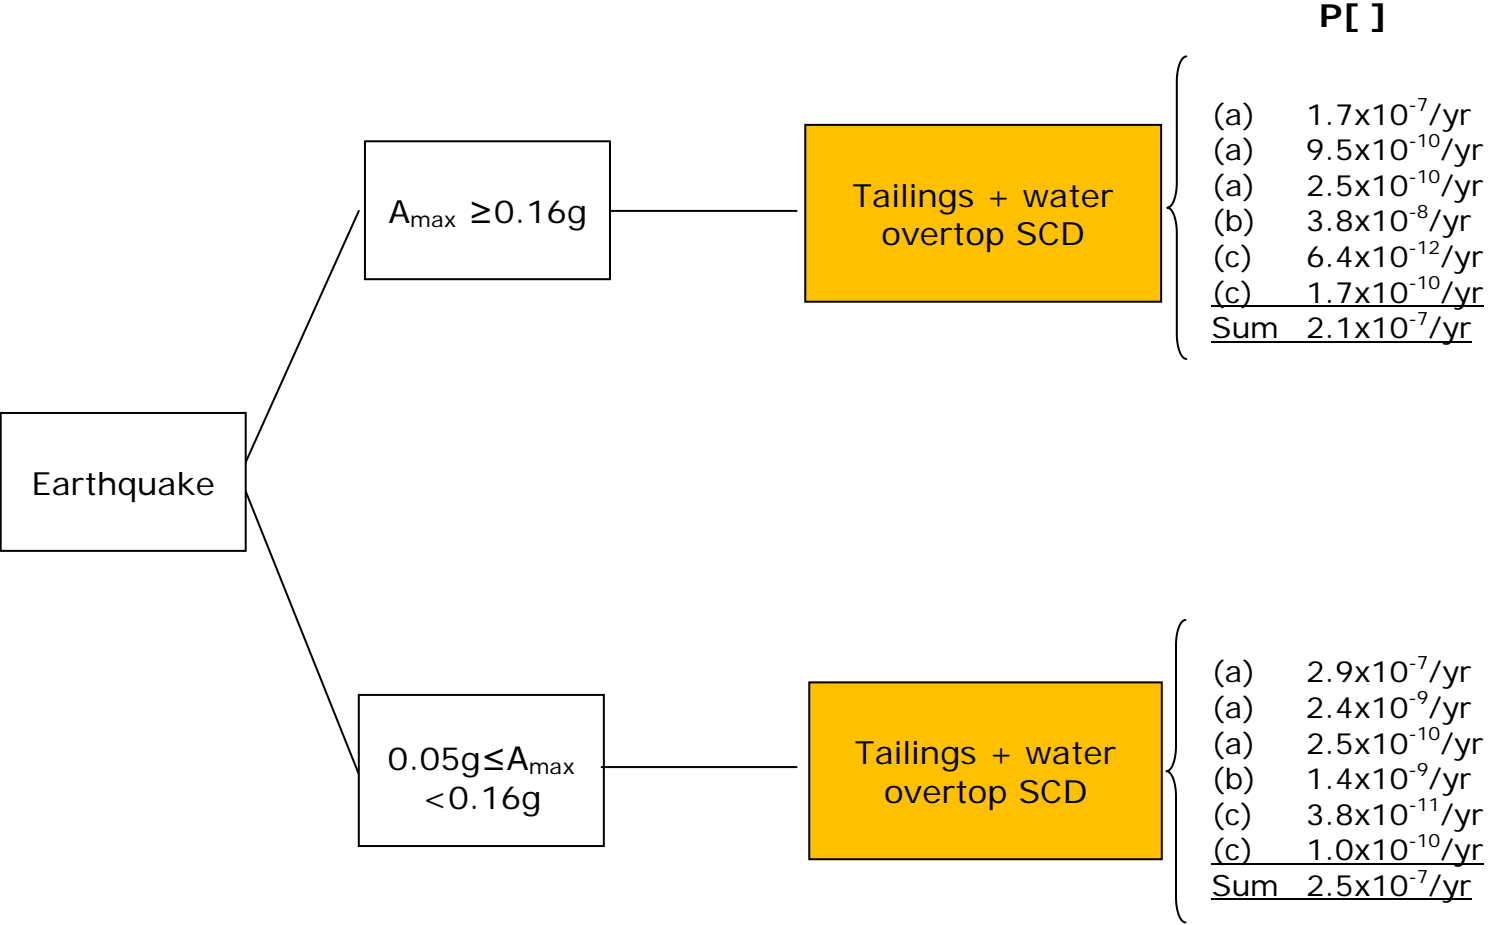 P[ ]
(a) 1.7x10⁻⁷/yr
(a) 9.5x10⁻¹⁰/yr
(a) 2.5x10⁻¹⁰/yr
(b) 3.8x10⁻⁸/yr
(c) 6.4x10⁻¹²/yr
(c) 1.7x10⁻¹⁰/yr
Sum 2.1x10⁻⁷/yr
Aₘₐₓ ≥0.16g
Tailings + water
overtop SCD
Earthquake
0.05g≤Aₘₐₓ
<0.16g
Tailings + water
overtop SCD
(a) 2.9x10⁻⁷/yr
(a) 2.4x10⁻⁹/yr
(a) 2.5x10⁻¹⁰/yr
(b) 1.4x10⁻⁹/yr
(c) 3.8x10⁻¹¹/yr
(c) 1.0x10⁻¹⁰/yr
Sum 2.5x10⁻⁷/yr